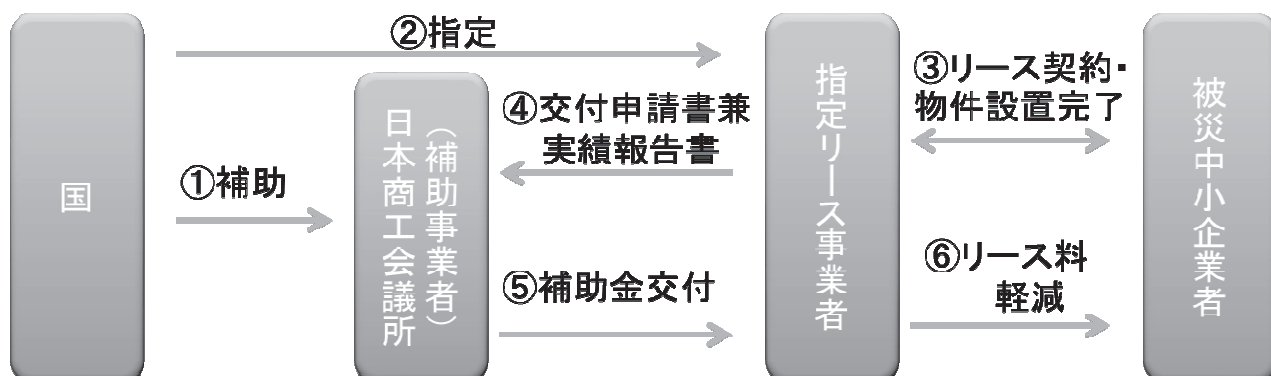 国
①補助
②指定
日本商工会議所
（補助事業者）
④交付申請書兼
実績報告書
⑤補助金交付
指定リース事業者
③リース契約・
物件設置完了
⑥リース料
軽減
被災中小企業者